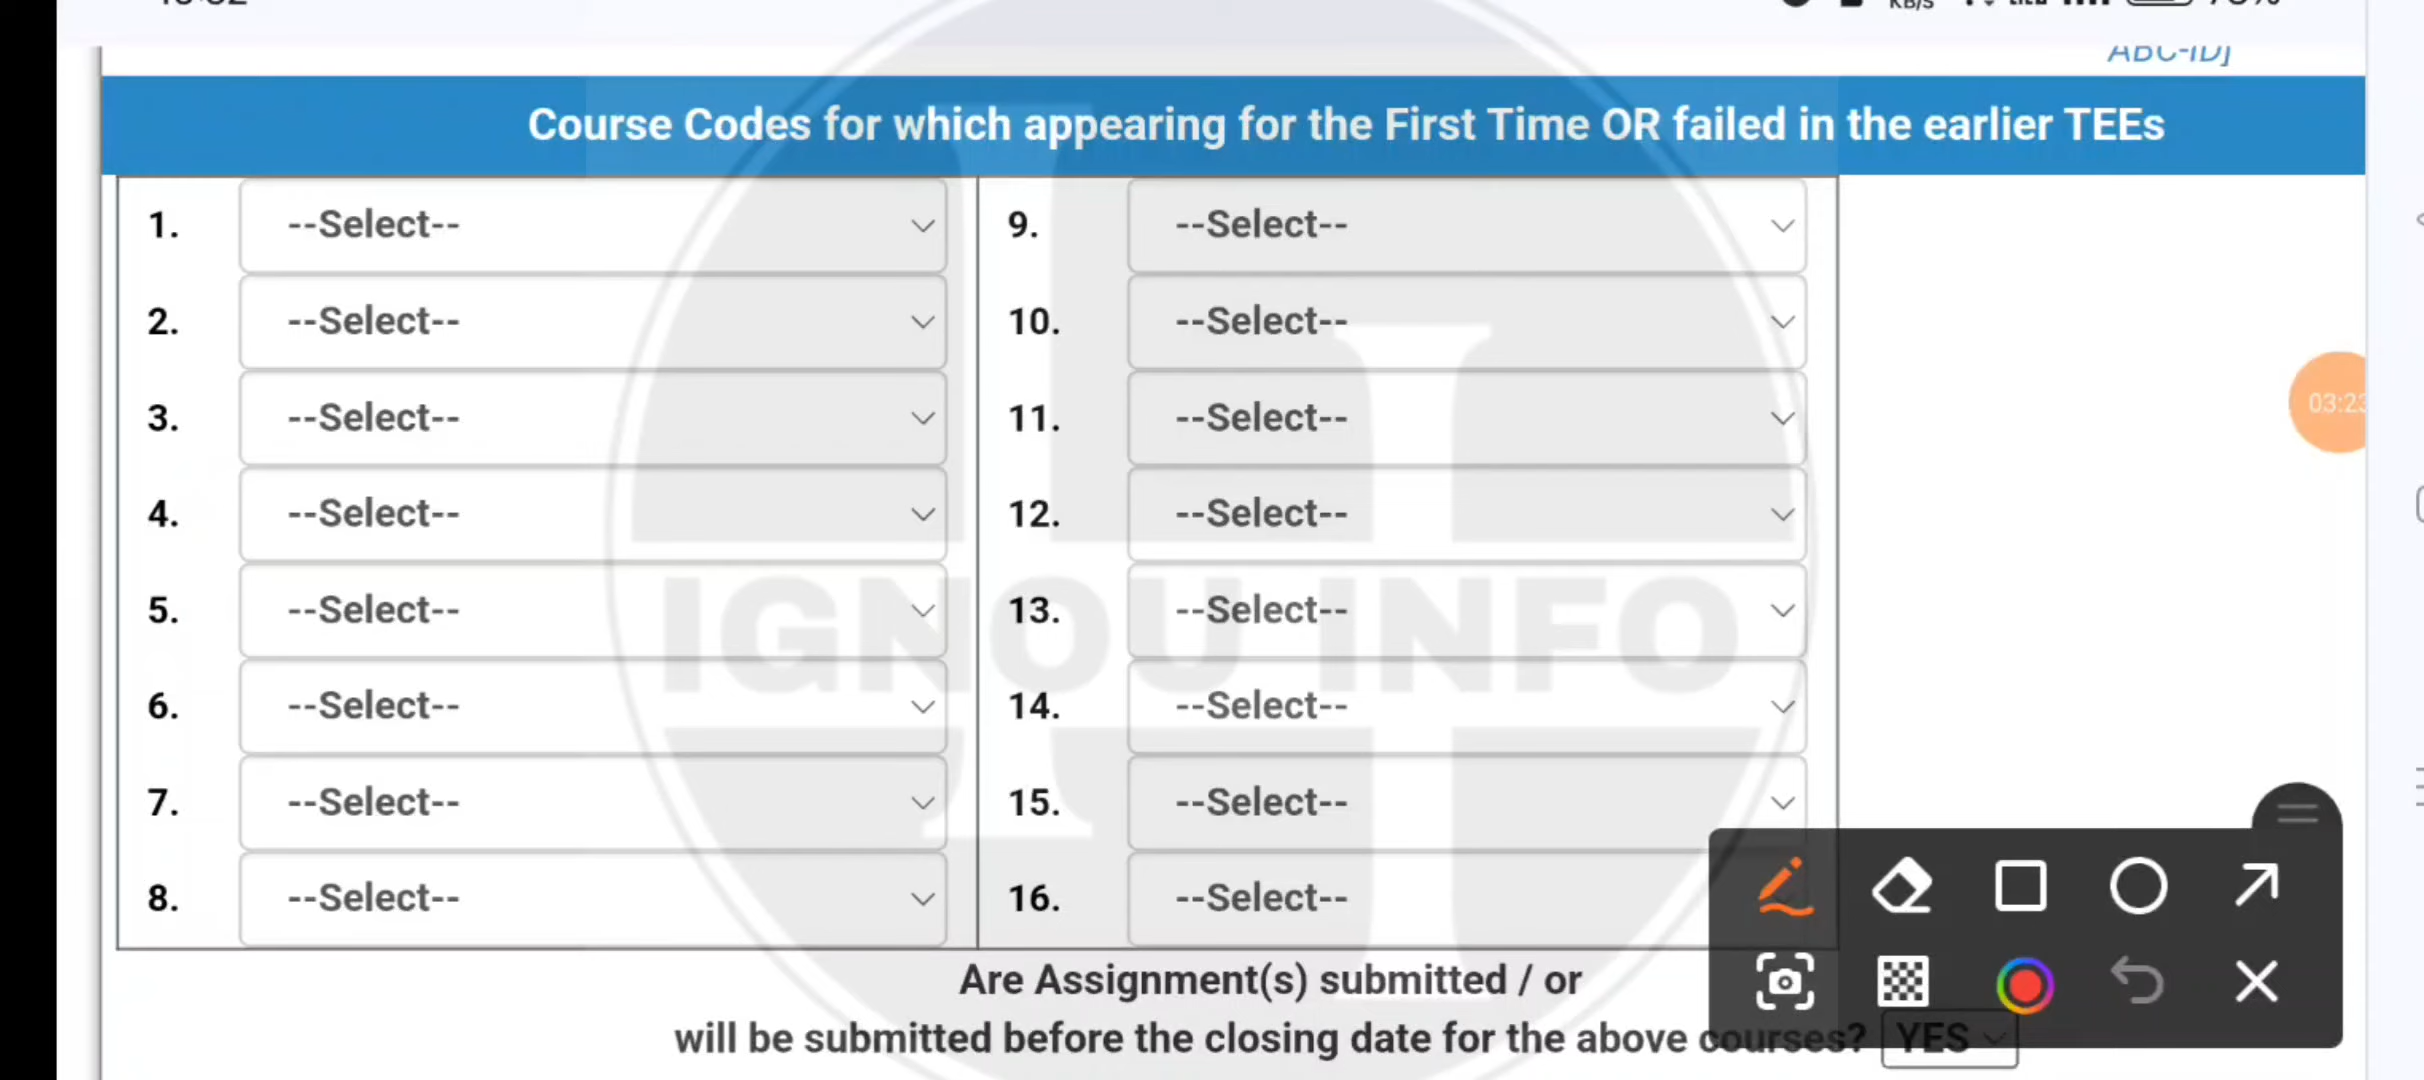 KB/S
ABC-ID]
Course Codes for which appearing for the First Time OR failed in the earlier TEEs
1. --Select-- 9. --Select--
2. --Select-- 10. --Select--
3. --Select-- 11. --Select--
03:23
4. --Select-- 12. --Select--
5. --Select-- 13. --Select--
IGNOU INFO
6. --Select-- 14. --Select--
7. --Select-- 15. --Select--
8. --Select-- 16. --Select--
Are Assignment(s) submitted / or
will be submitted before the closing date for the above courses? YES